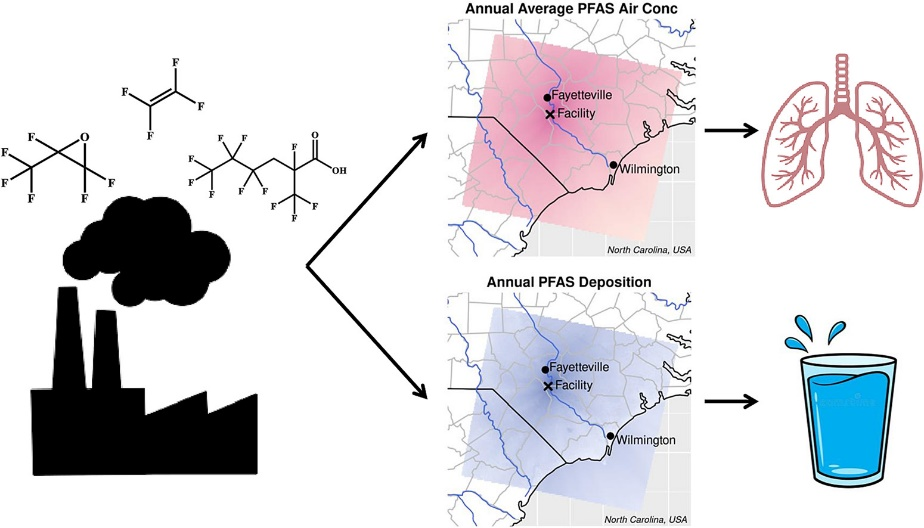 Annual Average PFAS Air Conc
Fayetteville
Facility
Wilmington
North Carolina, USA
F
F
F
F
F
O
F
F
F
F
F
F
F
F
F
O
F
F
F
F
OH
F
F
F
Annual PFAS Deposition
Fayetteville
Facility
Wilmington
North Carolina, USA